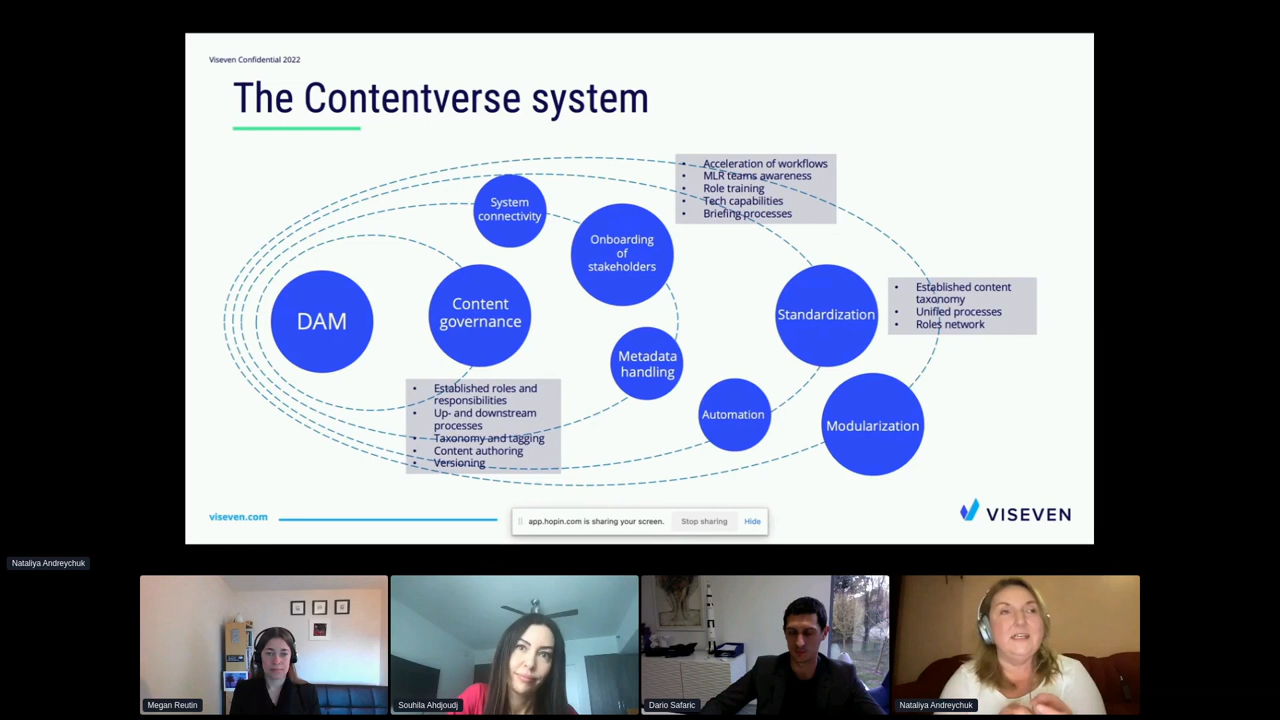 Viseven Confidential 2022
The Contentverse system
• Acceleration of workflows
• MLR teams awareness
• Role training
• Tech capabilities
• Briefing processes
System
connectivity
Onboarding
of
stakeholders
DAM
Content
governance
Standardization
• Established content
taxonomy
• Unified processes
• Roles network
Metadata
handling
• Established roles and
responsibilities
• Up- and downstream
processes
• Taxonomy and tagging
• Content authoring
• Versioning
Automation
Modularization
viseven.com
app.hopin.com is sharing your screen.
Stop sharing
Hide
VISEVEN
Nataliya Andreychuk
Megan Reutin
Souhila Ahdjoudj
Dario Safaric
Nataliya Andreychuk